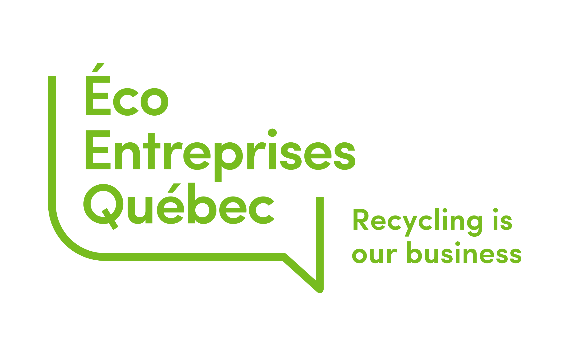 Éco
Entreprises
Québec
Recycling is
our business